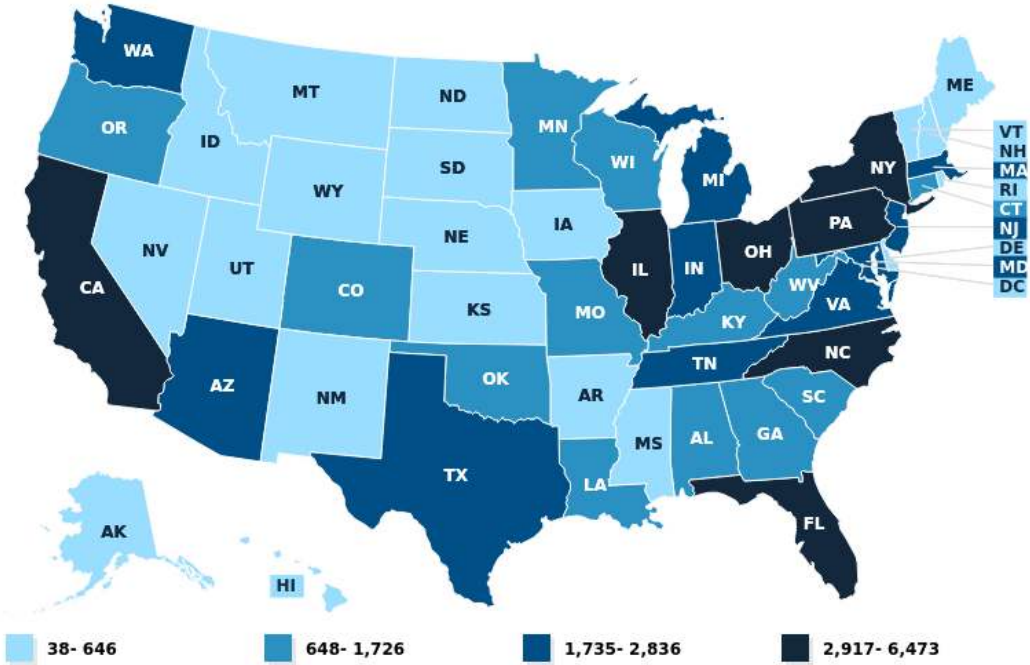 WA
MT
ND
ME
OR
MN
VT
ID
NH
WI
SD
MA
MI
NY
RI
WY
CT
IA
PA
NJ
NE
DE
NV
OH
MD
UT
IL
IN
DC
CA
CO
WV
VA
KS
MO
KY
NC
TN
AZ
OK
NM
AR
SC
GA
AL
MS
TX
LA
FL
AK
HI
38- 646
648- 1,726
1,735- 2,836
2,917- 6,473